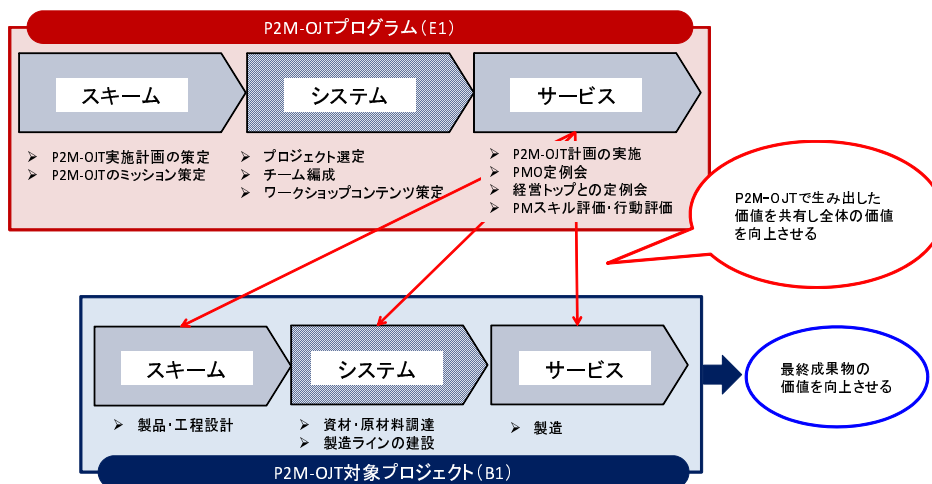 P2M-OJTプログラム(E1)
スキーム
システム
サービス
➢ P2M-OJT実施計画の策定
➢ P2M-OJTのミッション策定
➢ プロジェクト選定
➢ チーム編成
➢ ワークショップコンテンツ策定
➢ P2M-OJT計画の実施
➢ PMO定例会
➢ 経営トップとの定例会
➢ PMスキル評価・行動評価
P2M-OJTで生み出した
価値を共有し全体の価値
を向上させる
スキーム
システム
サービス
➢ 製品・工程設計
➢ 資材・原材料調達
➢ 製造ラインの建設
➢ 製造
最終成果物の
価値を向上させる
P2M-OJT対象プロジェクト(B1)